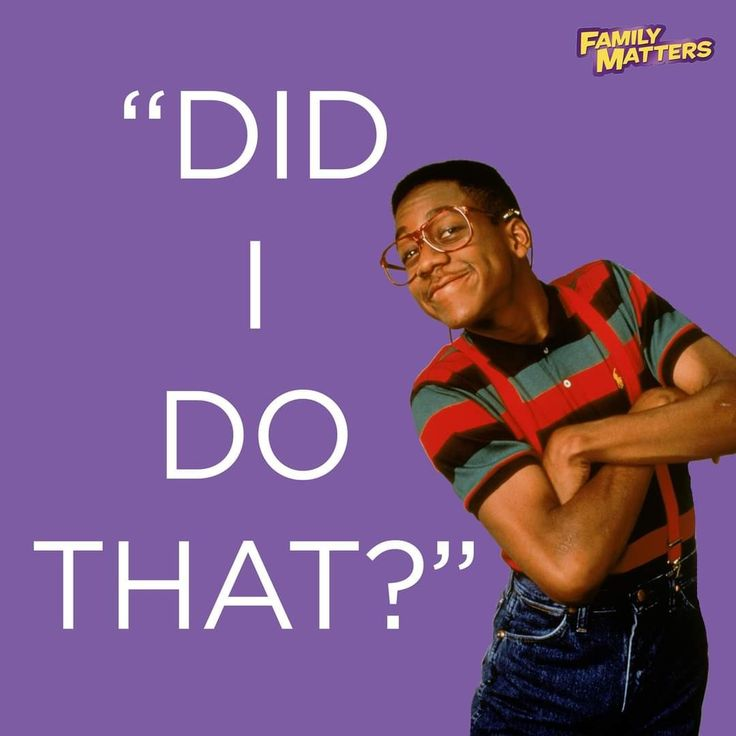 FAMILY
MATTERS
“DID
I
DO
THAT?”